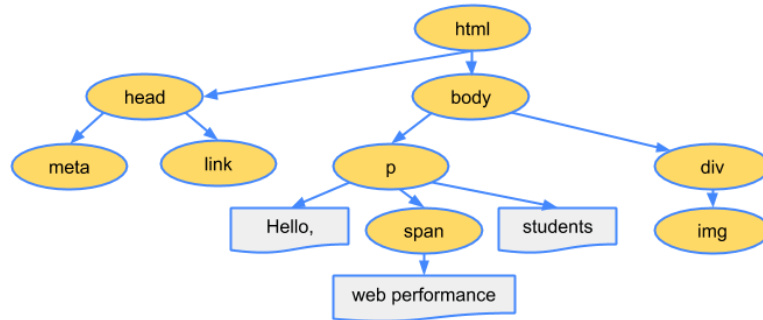 html
head
body
meta
link
p
div
Hello,
span
students
img
web performance